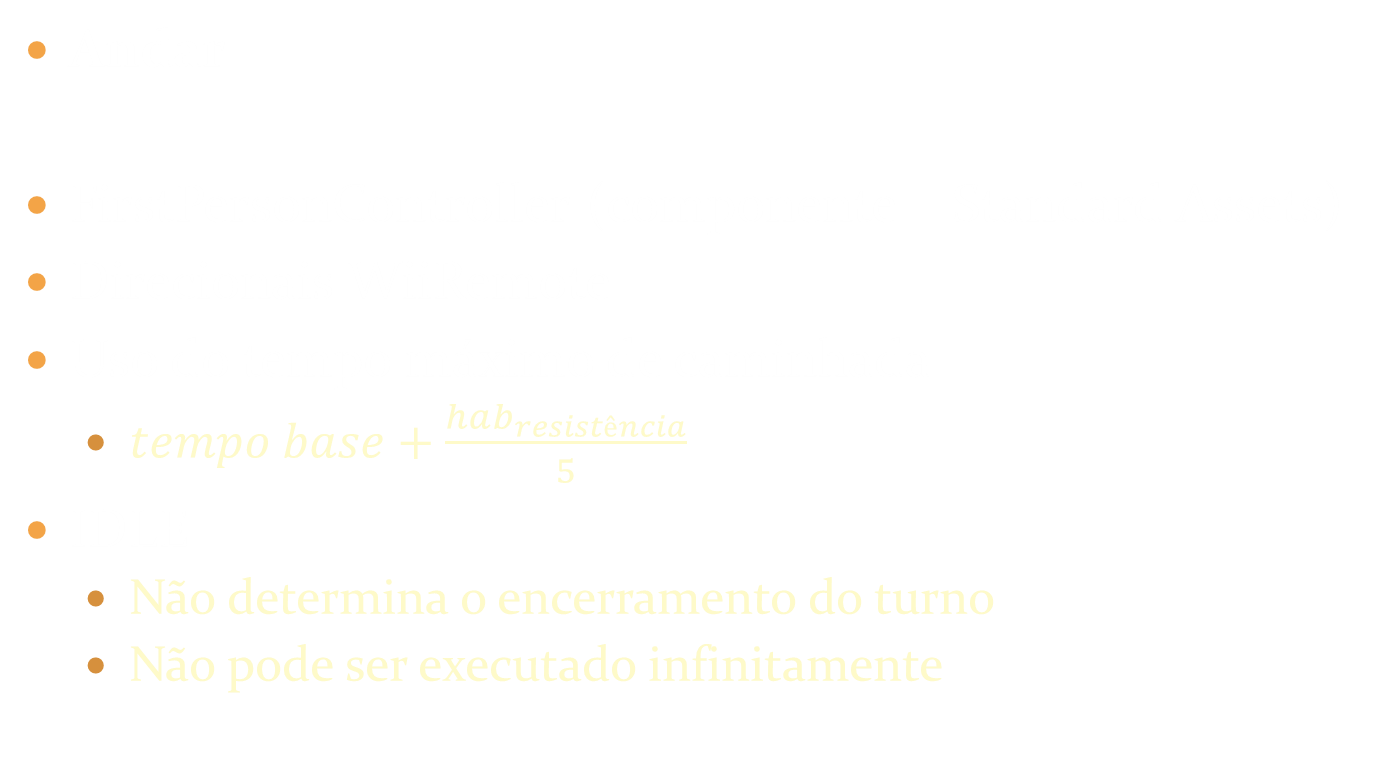 •
•
•
•
• tempo base + hab_resistência / 5
•
• Não determina o encerramento do turno
• Não pode ser executado infinitamente